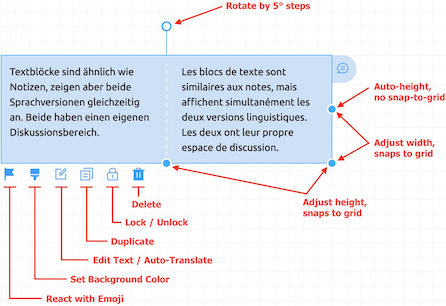 Rotate by 5° steps
Textblöcke sind ähnlich wie
Notizen, zeigen aber beide
Sprachversionen gleichzeitig
an. Beide haben einen eigenen
Diskussionsbereich.
Les blocs de texte sont
similaires aux notes, mais
affichent simultanément les
deux versions linguistiques.
Les deux ont leur propre
espace de discussion.
Auto-height,
no snap-to-grid
Adjust width,
snaps to grid
Adjust height,
snaps to grid
Delete
Lock / Unlock
Duplicate
Edit Text / Auto-Translate
Set Background Color
React with Emoji